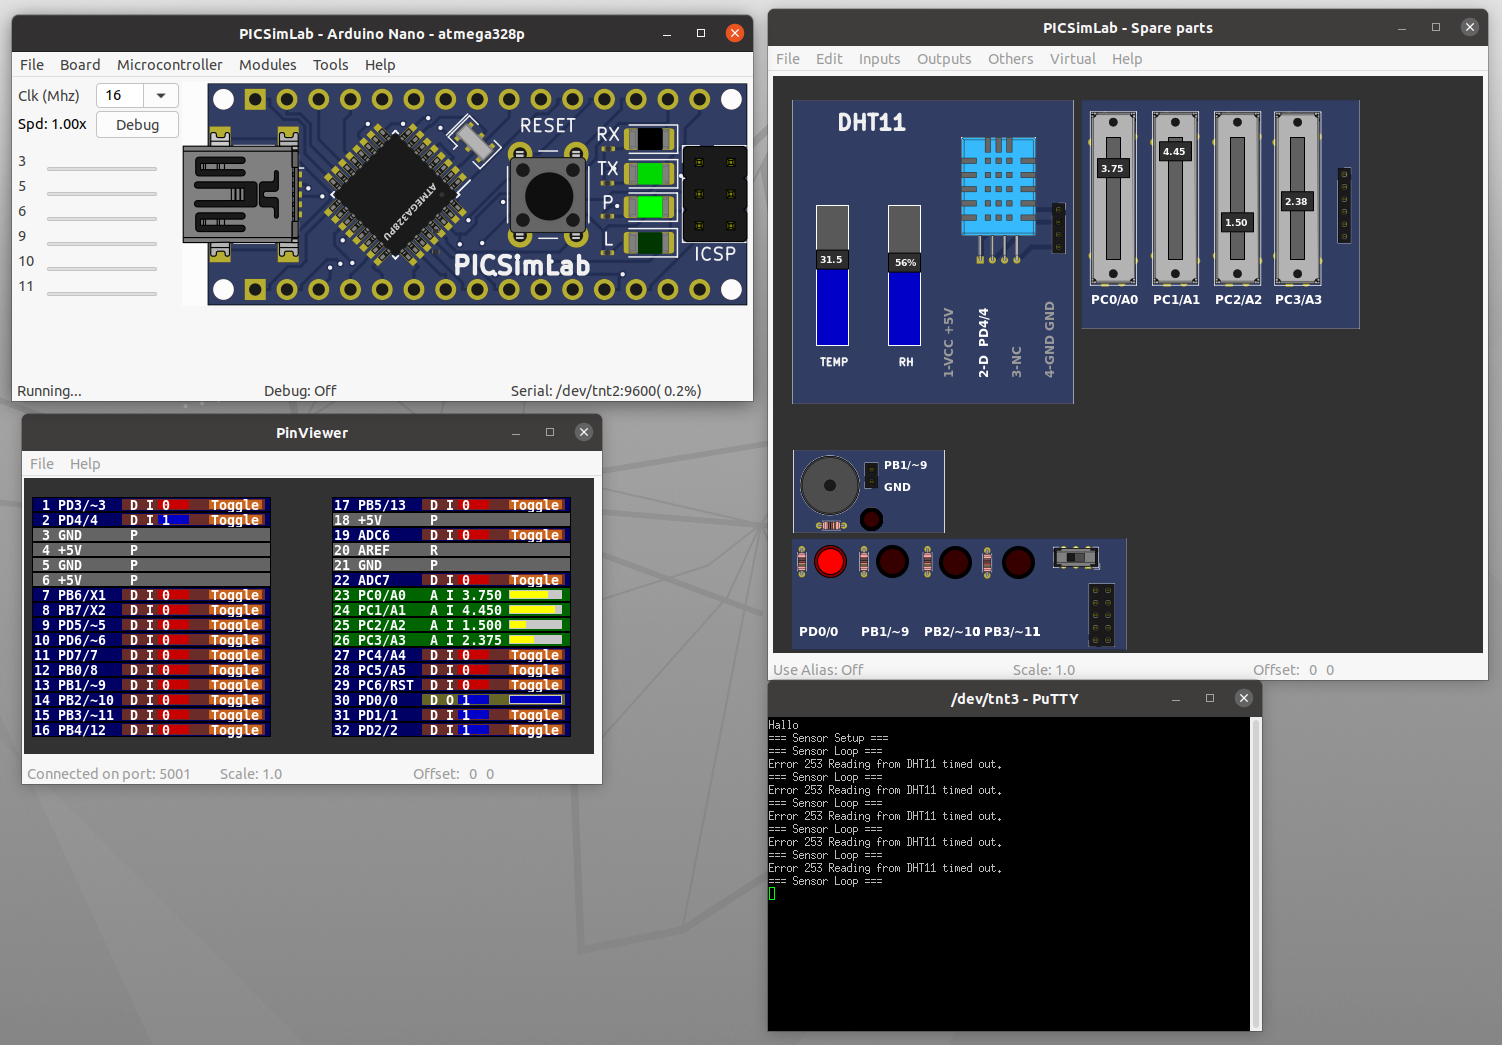 PICSimLab - Arduino Nano - atmega328p
File Board Microcontroller Modules Tools Help
Clk (Mhz) 16
Spd: 1.00x Debug
3
5
6
9
10
11
RESET
RX
TX
P.
L
ATMEGA328PU
PICSimLab
ICSP
Running...
Debug: Off
Serial: /dev/tnt2:9600( 0.2%)
PinViewer
File Help
1 PD3/~3 D I 0 Toggle
2 PD4/4 D I 1 Toggle
3 GND P
4 +5V P
5 GND P
6 +5V P
7 PB6/X1 D I 0 Toggle
8 PB7/X2 D I 0 Toggle
9 PD5/~5 D I 0 Toggle
10 PD6/~6 D I 0 Toggle
11 PD7/7 D I 0 Toggle
12 PB0/8 D I 0 Toggle
13 PB1/~9 D I 0 Toggle
14 PB2/~10 D I 0 Toggle
15 PB3/~11 D I 0 Toggle
16 PB4/12 D I 0 Toggle
17 PB5/13 D I 0 Toggle
18 +5V P
19 ADC6 D I 0 Toggle
20 AREF R
21 GND P
22 ADC7 D I 0 Toggle
23 PC0/A0 A I 3.750
24 PC1/A1 A I 4.450
25 PC2/A2 A I 1.500
26 PC3/A3 A I 2.375
27 PC4/A4 D I 0 Toggle
28 PC5/A5 D I 0 Toggle
29 PC6/RST D I 0 Toggle
30 PD0/0 D O 1
31 PD1/1 D I 1 Toggle
32 PD2/2 D I 1 Toggle
Connected on port: 5001
Scale: 1.0
Offset: 0 0
PICSimLab - Spare parts
File Edit Inputs Outputs Others Virtual Help
DHT11
31.5
56%
TEMP
RH
1-VCC +5V
2-D PD4/4
3-NC
4-GND GND
3.75
4.45
1.50
2.38
PC0/A0 PC1/A1 PC2/A2 PC3/A3
PB1/~9
GND
PD0/0 PB1/~9 PB2/~10 PB3/~11
Use Alias: Off
Scale: 1.0
Offset: 0 0
/dev/tnt3 - PuTTY
Hallo
=== Sensor Setup ===
=== Sensor Loop ===
Error 253 Reading from DHT11 timed out.
=== Sensor Loop ===
Error 253 Reading from DHT11 timed out.
=== Sensor Loop ===
Error 253 Reading from DHT11 timed out.
=== Sensor Loop ===
Error 253 Reading from DHT11 timed out.
=== Sensor Loop ===
Error 253 Reading from DHT11 timed out.
=== Sensor Loop ===